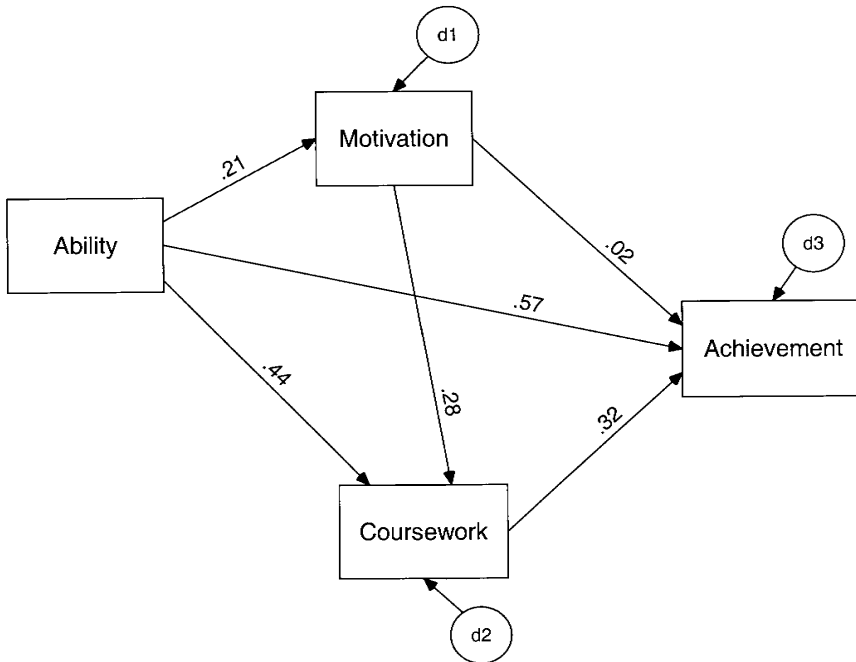 d1
Motivation
.21
Ability
d3
.02
.57
Achievement
.44
.28
.32
Coursework
d2